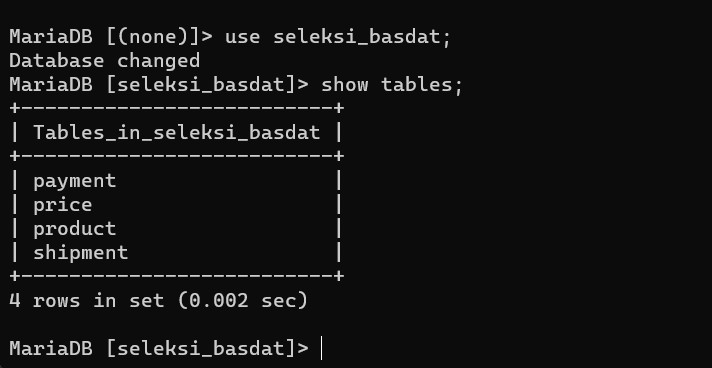 MariaDB [(none)]> use seleksi_basdat;
Database changed
MariaDB [seleksi_basdat]> show tables;
+--------------------------+
| Tables_in_seleksi_basdat |
+--------------------------+
| payment                  |
| price                    |
| product                  |
| shipment                 |
+--------------------------+
4 rows in set (0.002 sec)
MariaDB [seleksi_basdat]>